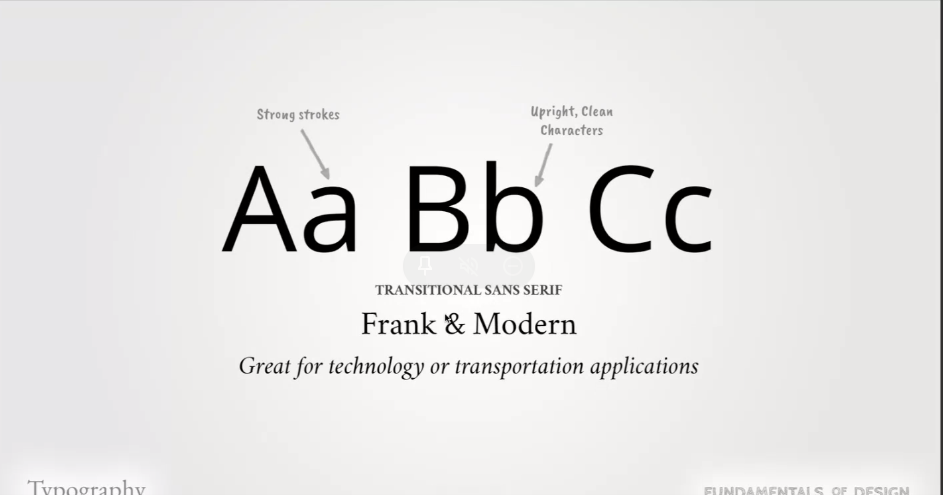 Strong strokes
Upright, Clean
Characters
Aa Bb Cc
TRANSITIONAL SANS SERIF
Frank & Modern
Great for technology or transportation applications
Typography
FUNDAMENTALS OF DESIGN